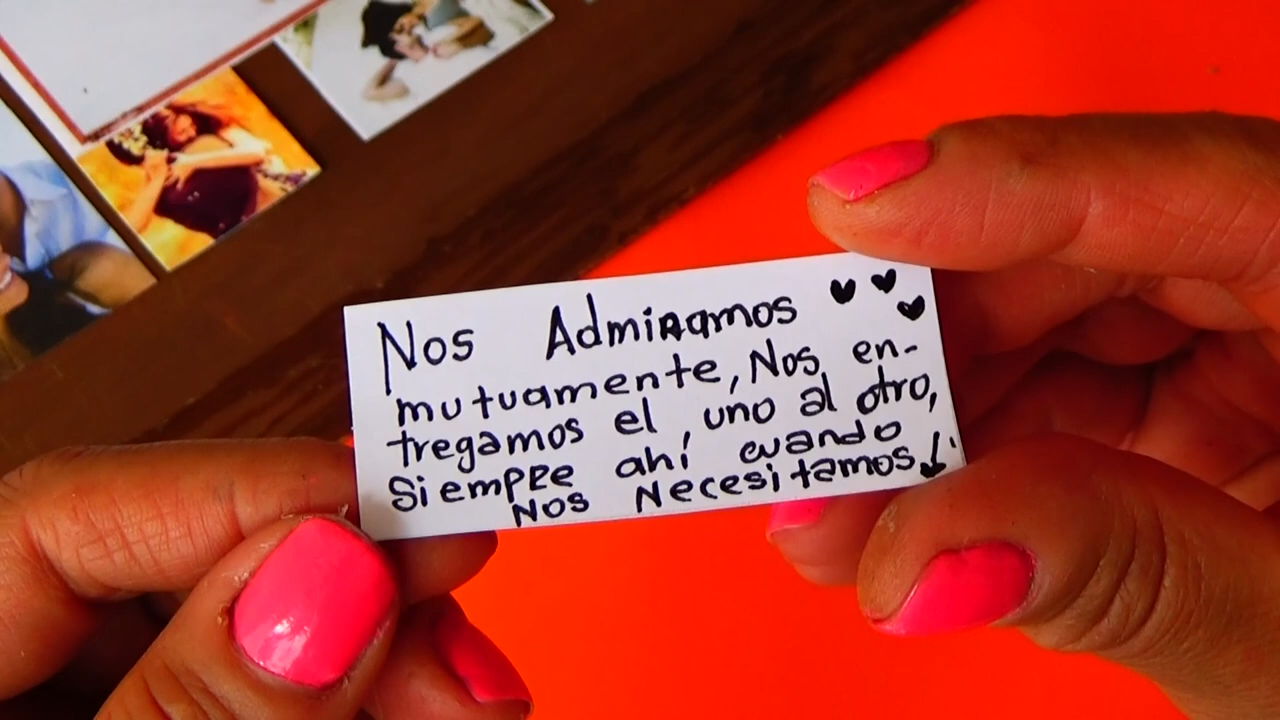 Nos Admiramos
mutuamente, Nos en-
tregamos el, uno al otro,
Siempre ahí cuando
Nos Necesitamos